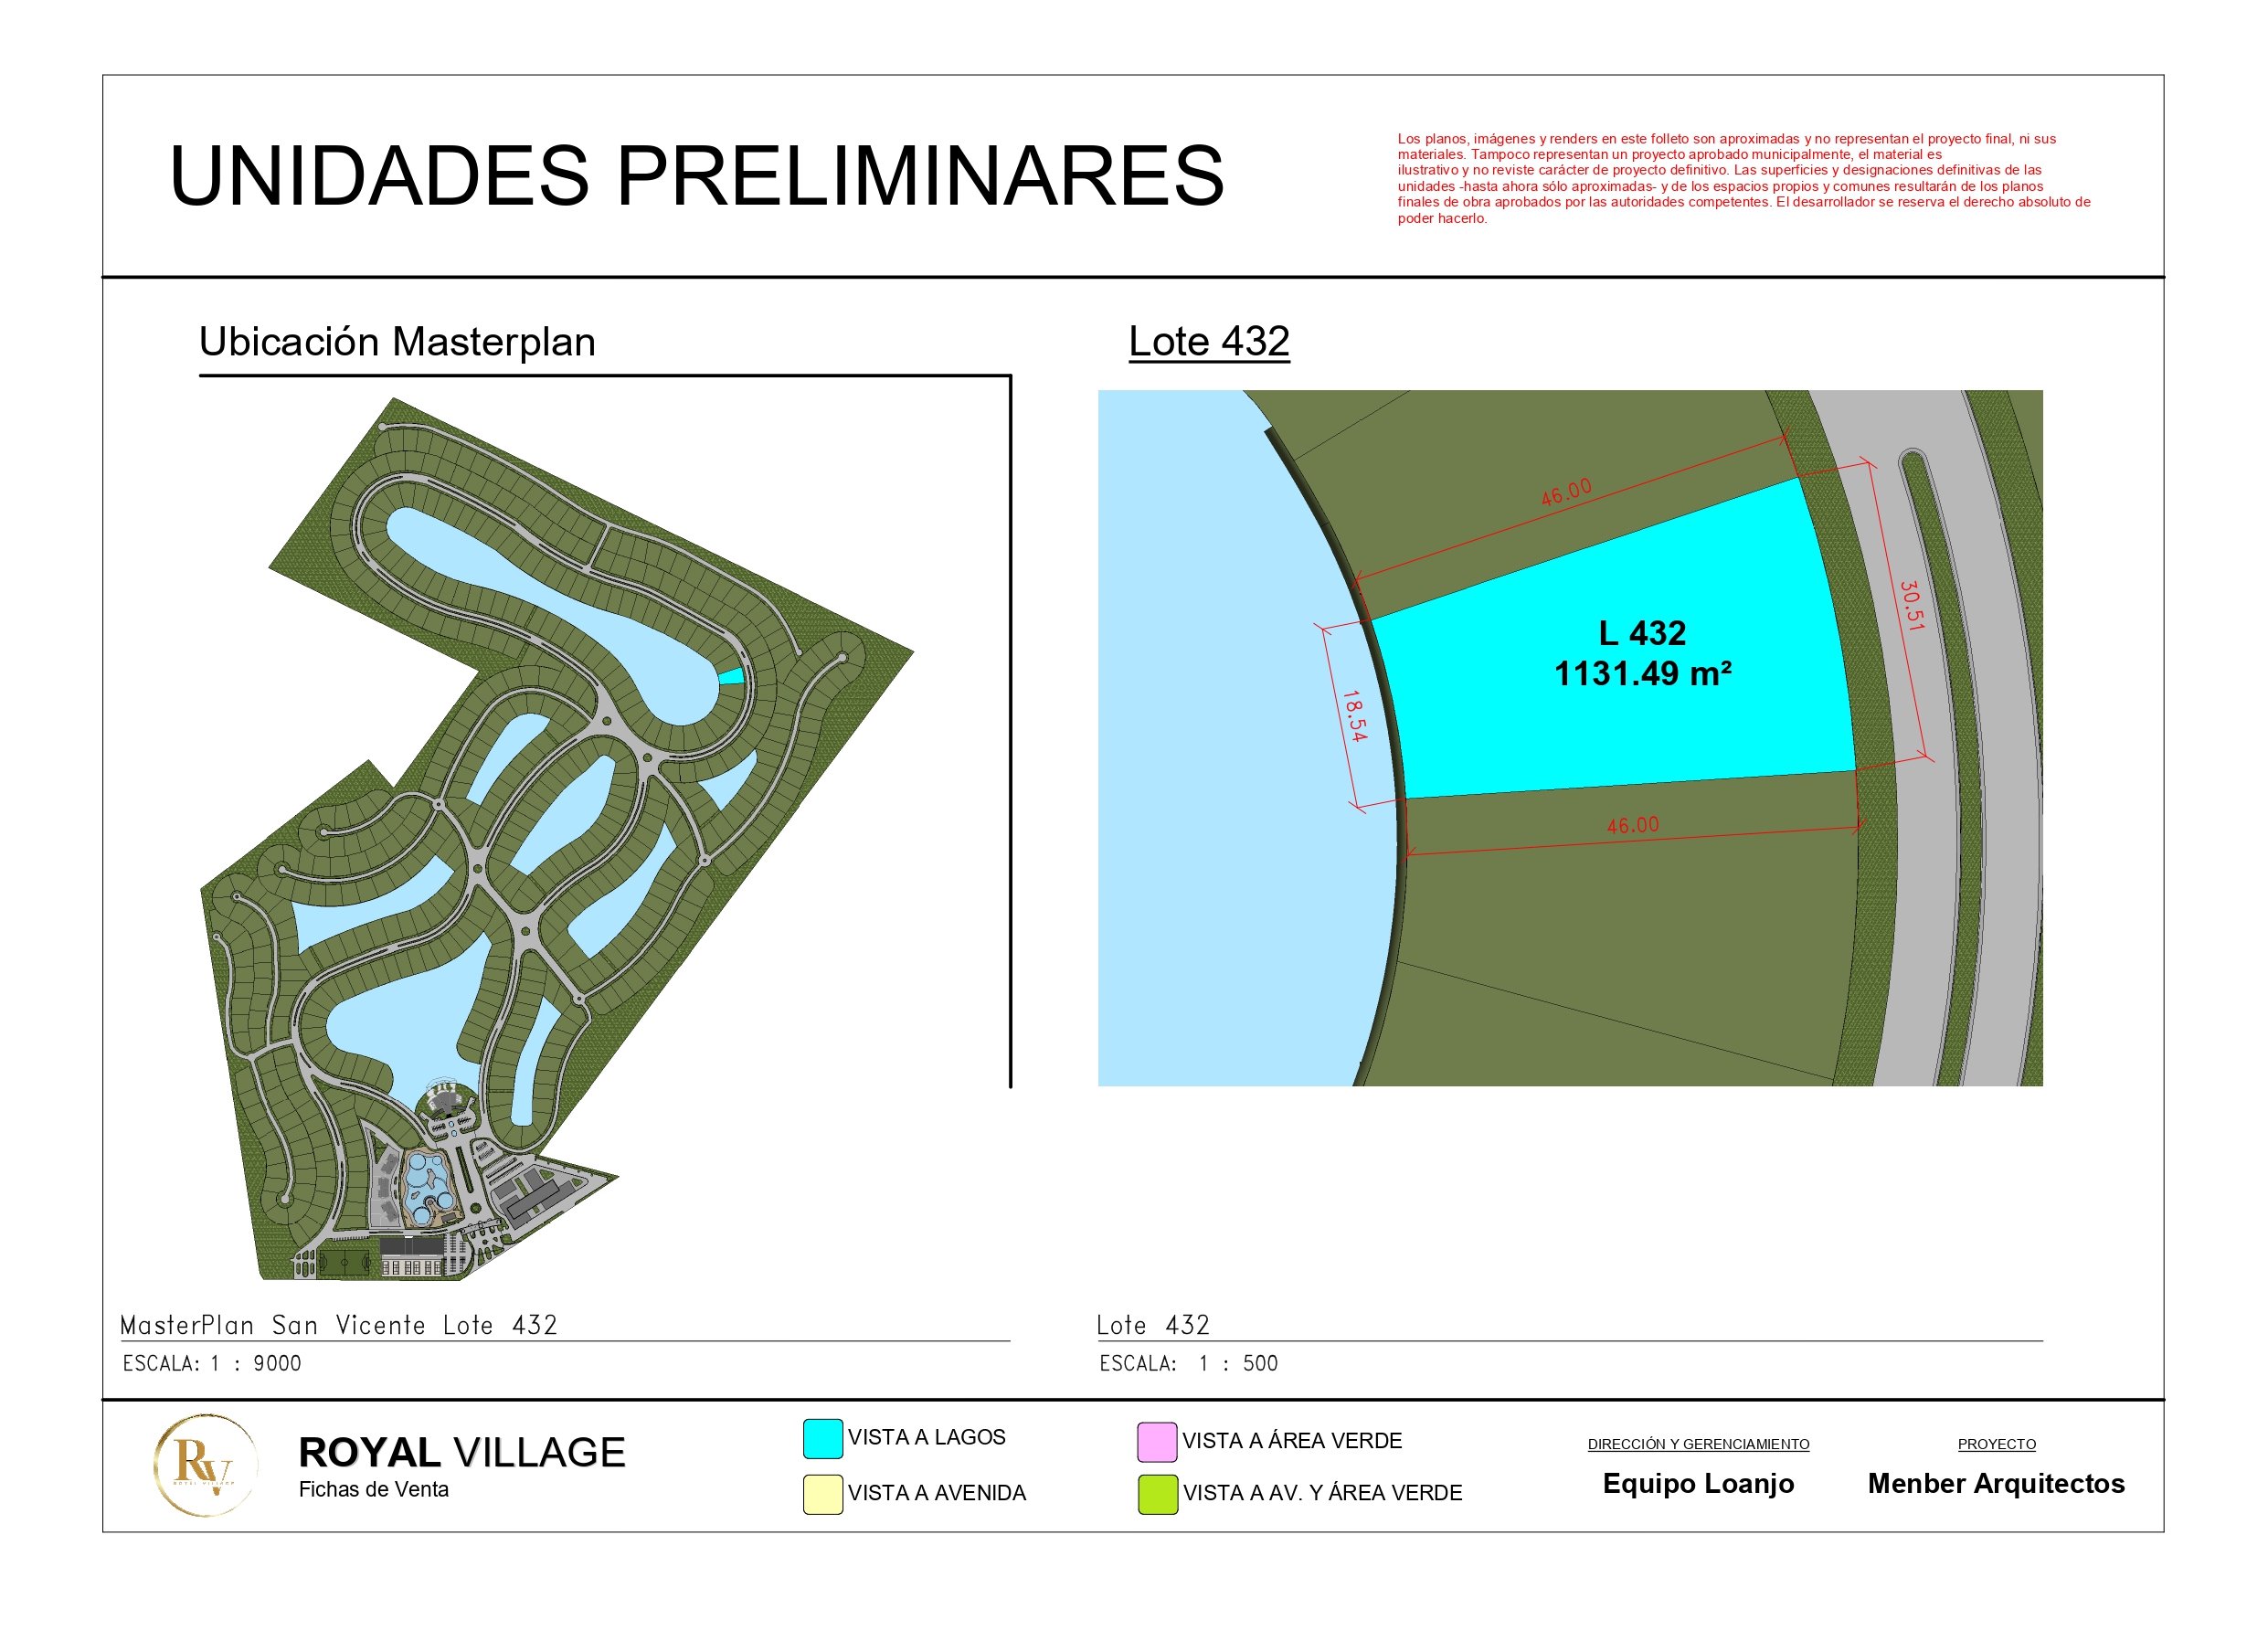 UNIDADES PRELIMINARES
Los planos, imágenes y renders en este folleto son aproximadas y no representan el proyecto final, ni sus
materiales. Tampoco representan un proyecto aprobado municipalmente, el material es
ilustrativo y no reviste carácter de proyecto definitivo. Las superficies y designaciones definitivas de las
unidades -hasta ahora sólo aproximadas- y de los espacios propios y comunes resultarán de los planos
finales de obra aprobados por las autoridades competentes. El desarrollador se reserva el derecho absoluto de
poder hacerlo.
Ubicación Masterplan
Lote 432
46.00
30.51
L 432
1131.49 m²
18.54
46.00
MasterPlan San Vicente Lote 432
ESCALA: 1 : 9000
Lote 432
ESCALA: 1 : 500
RV
ROYAL VILLAGE
ROYAL VILLAGE
Fichas de Venta
VISTA A LAGOS
VISTA A AVENIDA
VISTA A ÁREA VERDE
VISTA A AV. Y ÁREA VERDE
DIRECCIÓN Y GERENCIAMIENTO
Equipo Loanjo
PROYECTO
Menber Arquitectos